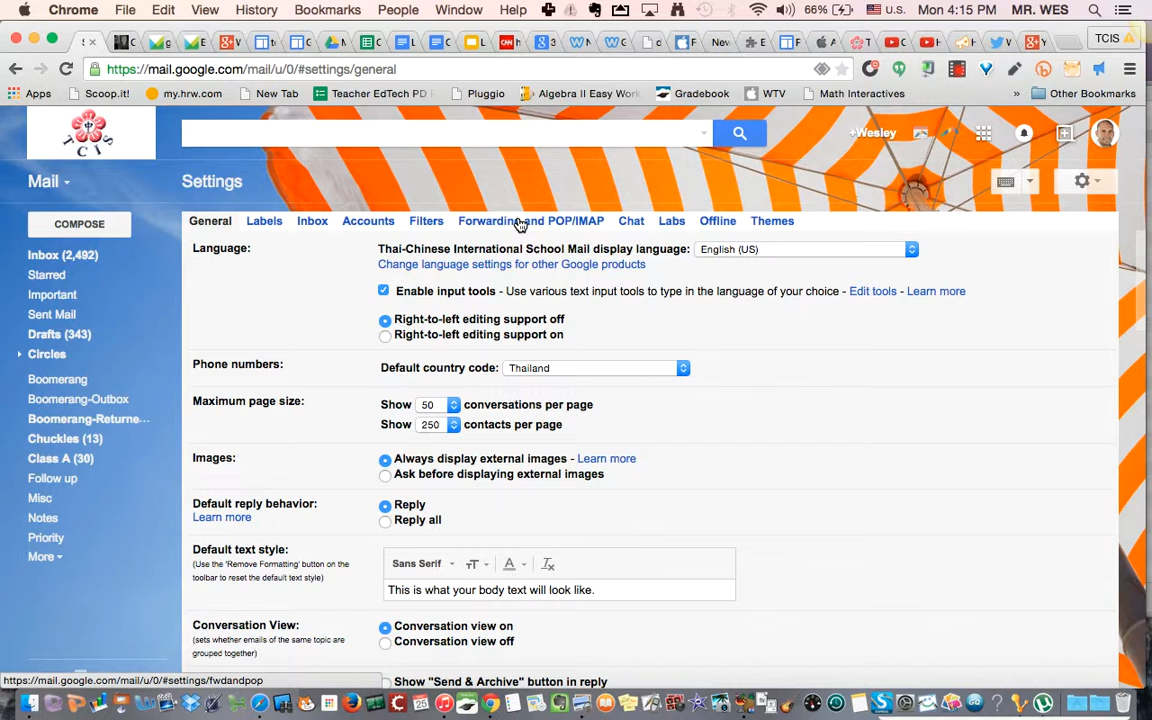 Chrome File Edit View History Bookmarks People Window Help 66% U.S. Mon 4:15 PM MR. WES
TCIS
https://mail.google.com/mail/u/0/#settings/general
Apps Scoop.it! my.hrw.com New Tab Teacher EdTech PD Pluggio Algebra II Easy Work Gradebook WTV Math Interactives » Other Bookmarks
TCIS
+Wesley
Mail
Settings
COMPOSE
General Labels Inbox Accounts Filters Forwarding and POP/IMAP Chat Labs Offline Themes
Inbox (2,492)
Starred
Important
Sent Mail
Drafts (343)
Circles
Boomerang
Boomerang-Outbox
Boomerang-Returne...
Chuckles (13)
Class A (30)
Follow up
Misc
Notes
Priority
More
Language:
Thai-Chinese International School Mail display language: English (US)
Change language settings for other Google products
Enable input tools - Use various text input tools to type in the language of your choice - Edit tools - Learn more
Right-to-left editing support off
Right-to-left editing support on
Phone numbers:
Default country code: Thailand
Maximum page size:
Show 50 conversations per page
Show 250 contacts per page
Images:
Always display external images - Learn more
Ask before displaying external images
Default reply behavior:
Learn more
Reply
Reply all
Default text style:
(Use the 'Remove Formatting' button on
the toolbar to reset the default text style)
Sans Serif
This is what your body text will look like.
Conversation View:
(sets whether emails of the same topic are
grouped together)
Conversation view on
Conversation view off
Show "Send & Archive" button in reply
https://mail.google.com/mail/u/0/#settings/fwdandpop